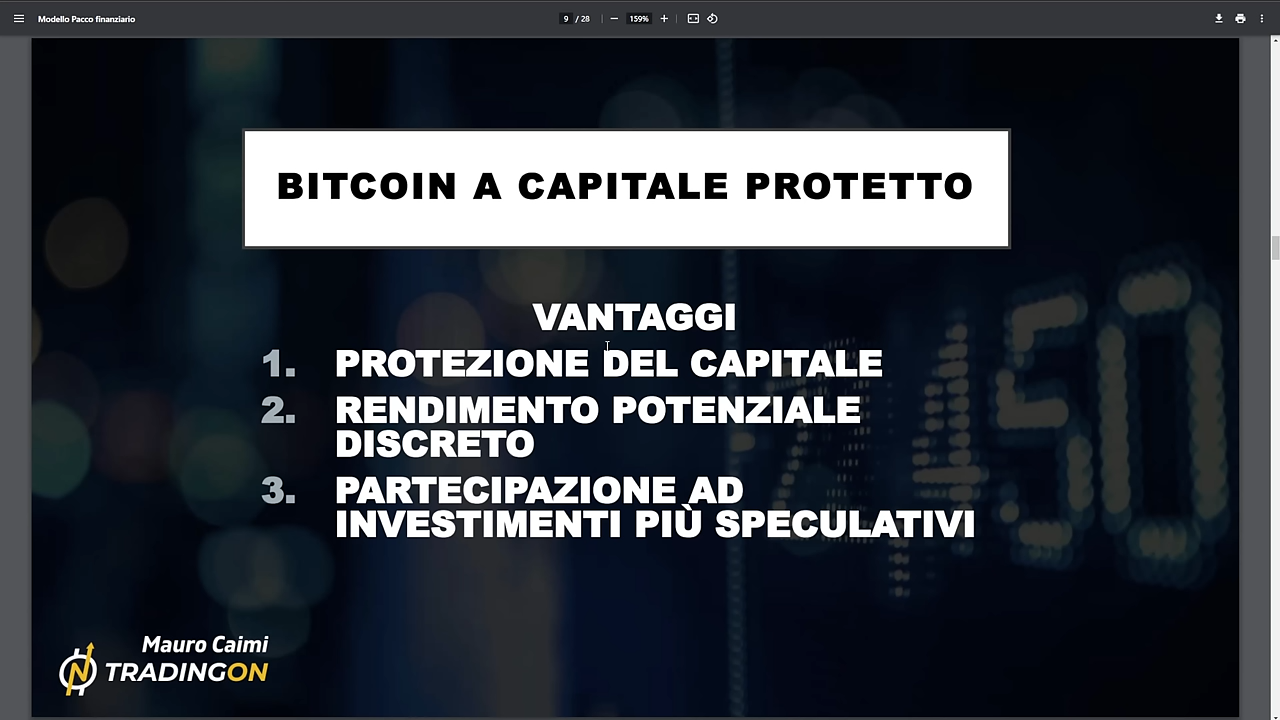 Modello Pacco finanziario
9 / 28
159%
BITCOIN A CAPITALE PROTETTO
VANTAGGI
1. PROTEZIONE DEL CAPITALE
2. RENDIMENTO POTENZIALE
DISCRETO
3. PARTECIPAZIONE AD
INVESTIMENTI PIÙ SPECULATIVI
450
Mauro Caimi
TRADINGON